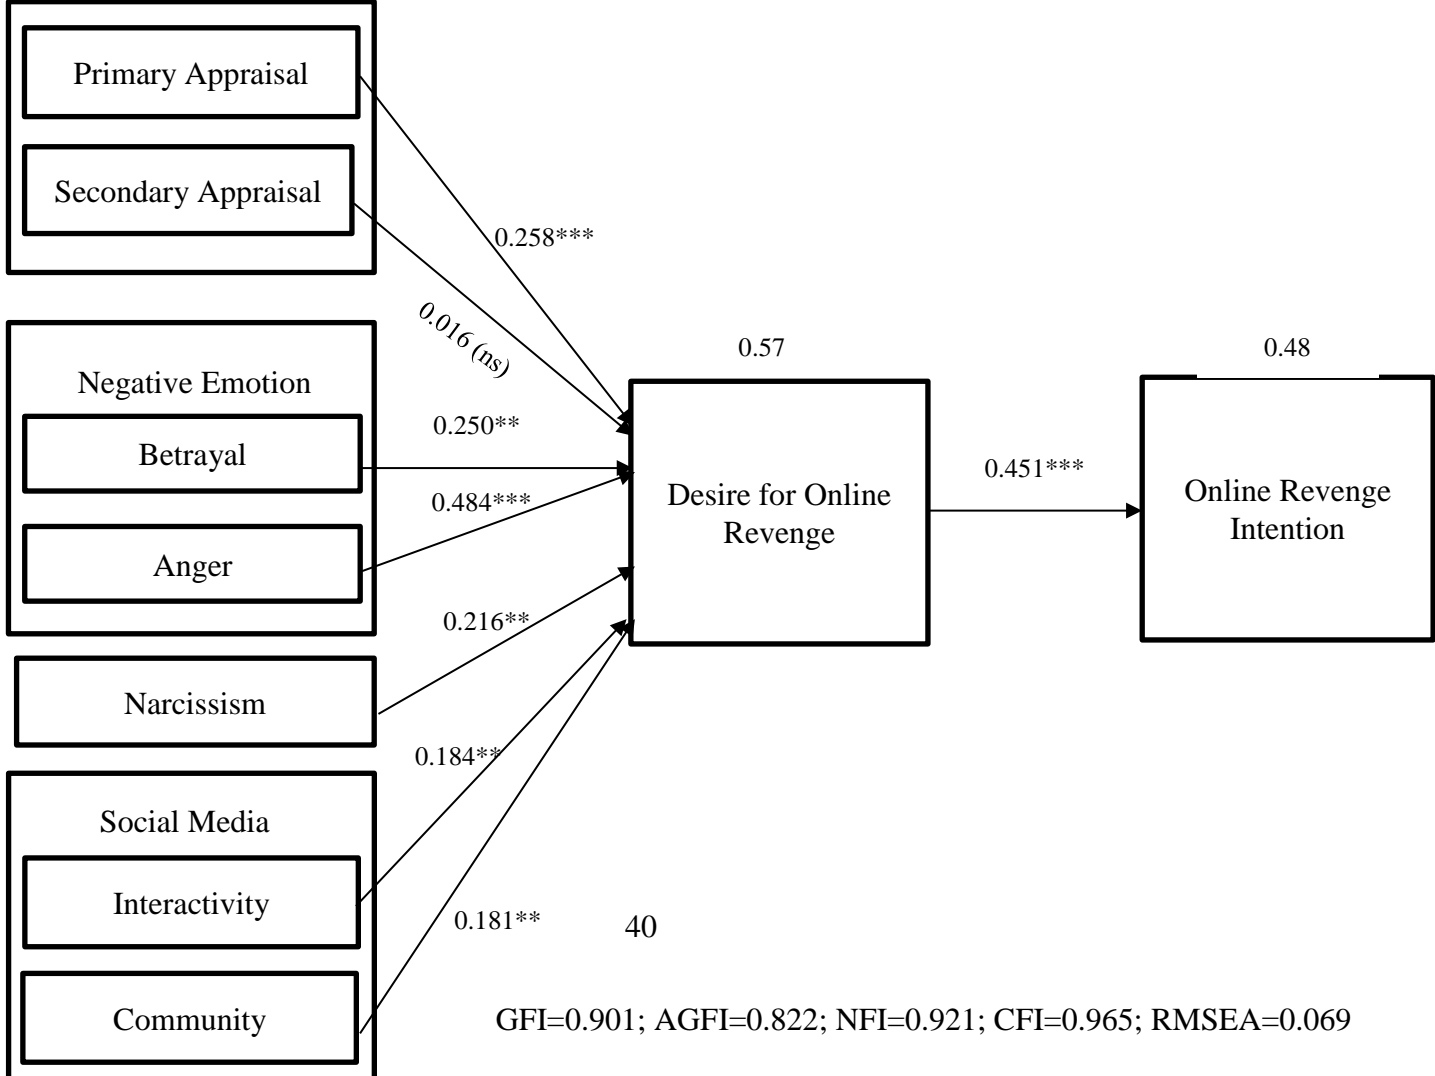 Primary Appraisal
Secondary Appraisal
0.258***
0.016 (ns)
Negative Emotion
Betrayal
Anger
0.250**
0.484***
0.57
0.48
Desire for Online
Revenge
0.451***
Online Revenge
Intention
0.216**
Narcissism
0.184**
Social Media
Interactivity
Community
0.181**
40
GFI=0.901; AGFI=0.822; NFI=0.921; CFI=0.965; RMSEA=0.069